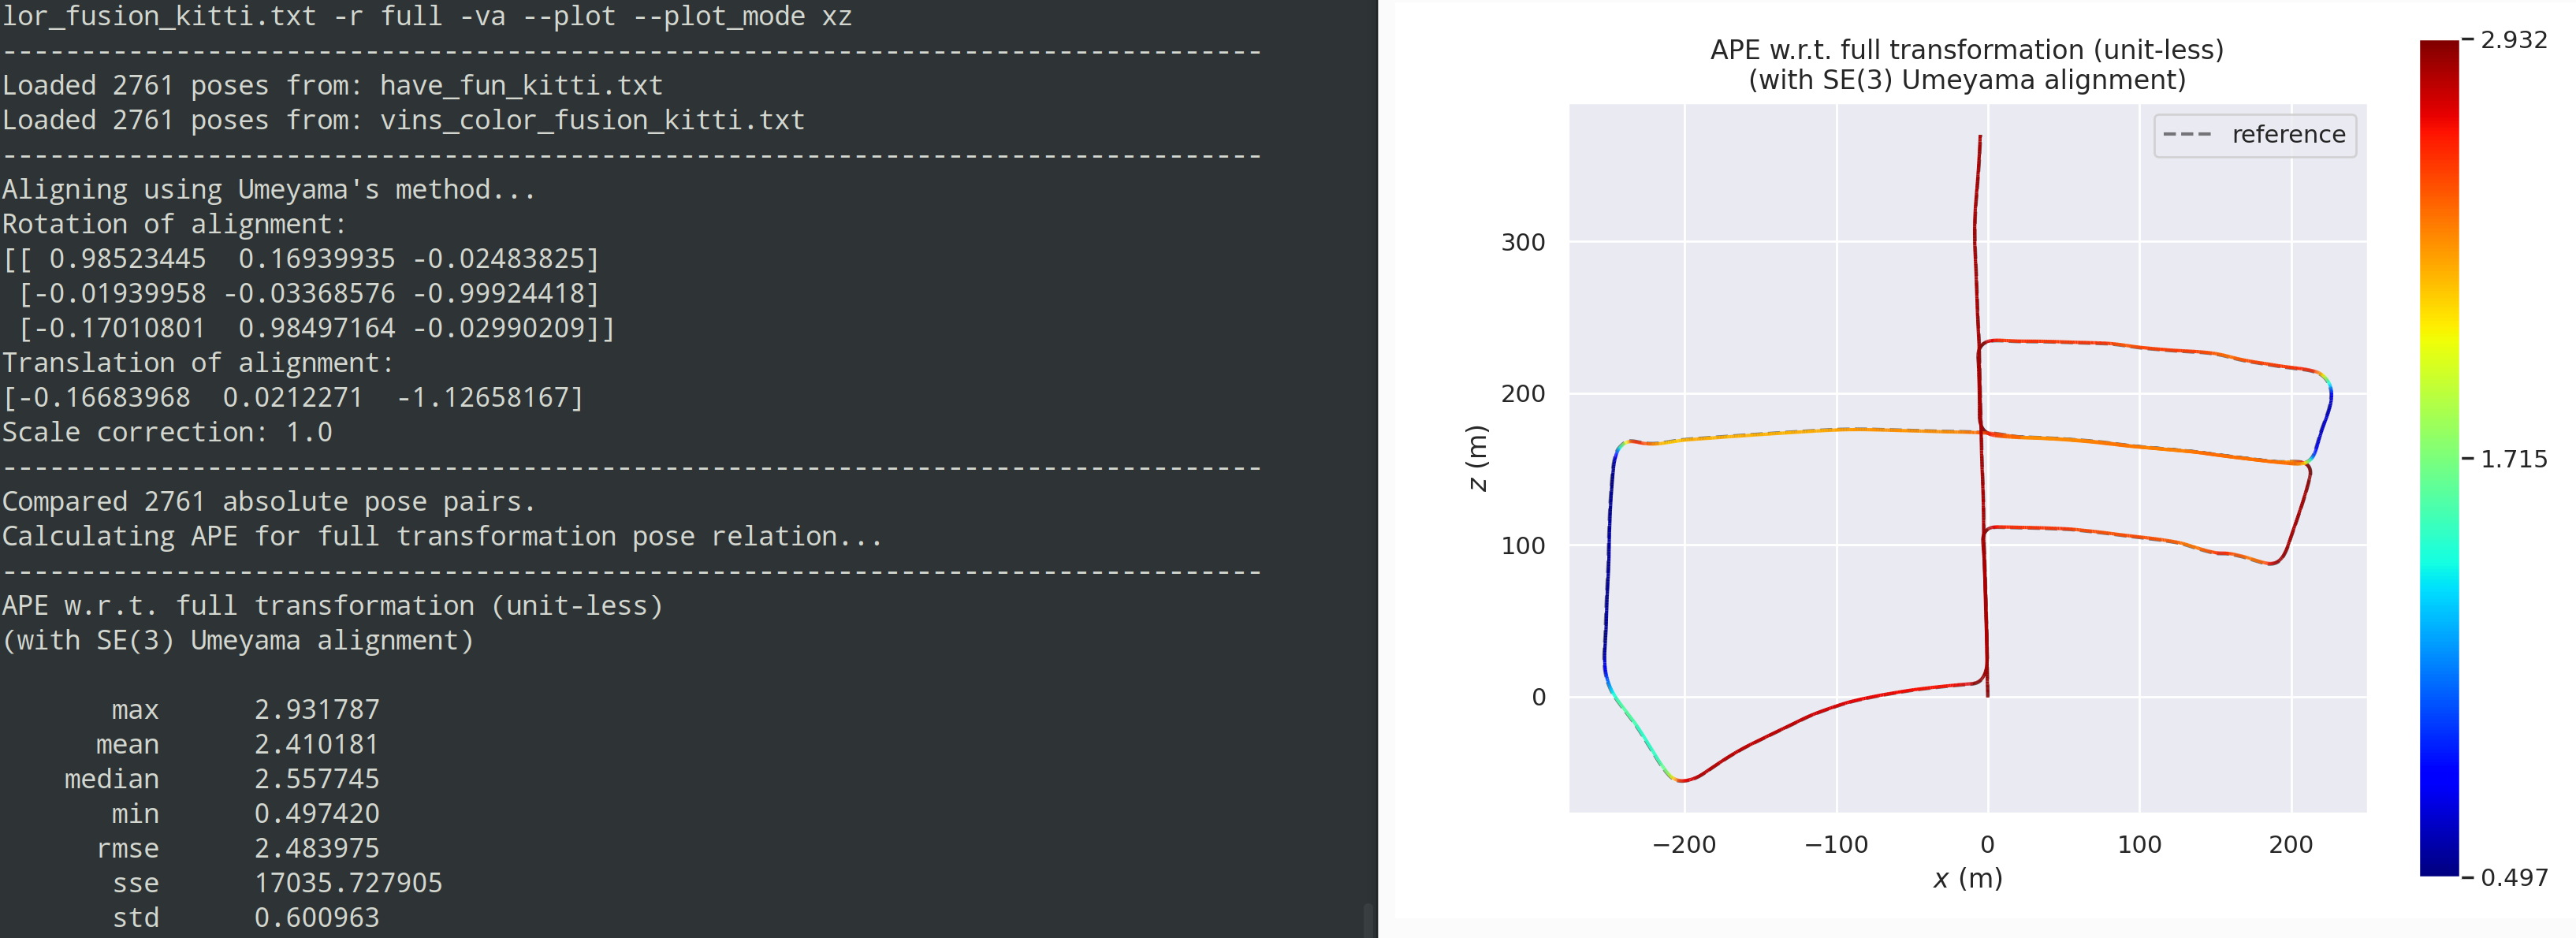 lor_fusion_kitti.txt -r full -va --plot --plot_mode xz
--------------------------------------------------------------------------------
Loaded 2761 poses from: have_fun_kitti.txt
Loaded 2761 poses from: vins_color_fusion_kitti.txt
--------------------------------------------------------------------------------
Aligning using Umeyama's method...
Rotation of alignment:
[[ 0.98523445  0.16939935 -0.02483825]
 [-0.01939958 -0.03368576 -0.99924418]
 [-0.17010801  0.98497164 -0.02990209]]
Translation of alignment:
[-0.16683968  0.0212271  -1.12658167]
Scale correction: 1.0
--------------------------------------------------------------------------------
Compared 2761 absolute pose pairs.
Calculating APE for full transformation pose relation...
--------------------------------------------------------------------------------
APE w.r.t. full transformation (unit-less)
(with SE(3) Umeyama alignment)
max 2.931787
mean 2.410181
median 2.557745
min 0.497420
rmse 2.483975
sse 17035.727905
std 0.600963
APE w.r.t. full transformation (unit-less)
(with SE(3) Umeyama alignment)
reference
z (m)
300
200
100
0
−200
−100
0
100
200
x (m)
2.932
1.715
0.497